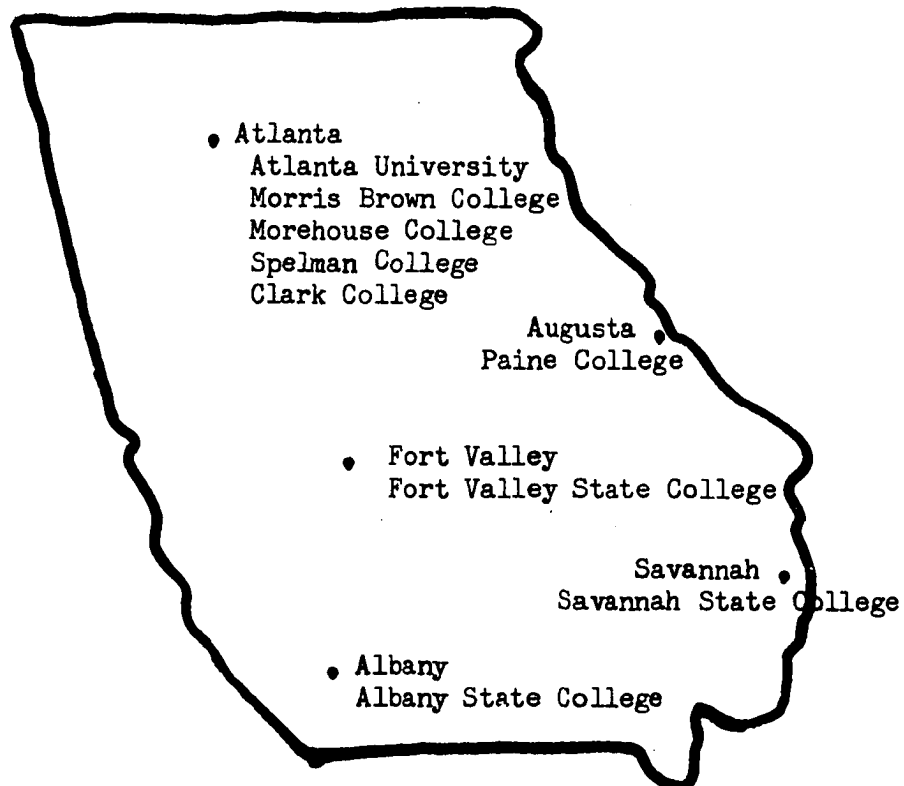 Atlanta
Atlanta University
Morris Brown College
Morehouse College
Spelman College
Clark College
Augusta
Paine College
Fort Valley
Fort Valley State College
Savannah
Savannah State College
Albany
Albany State College